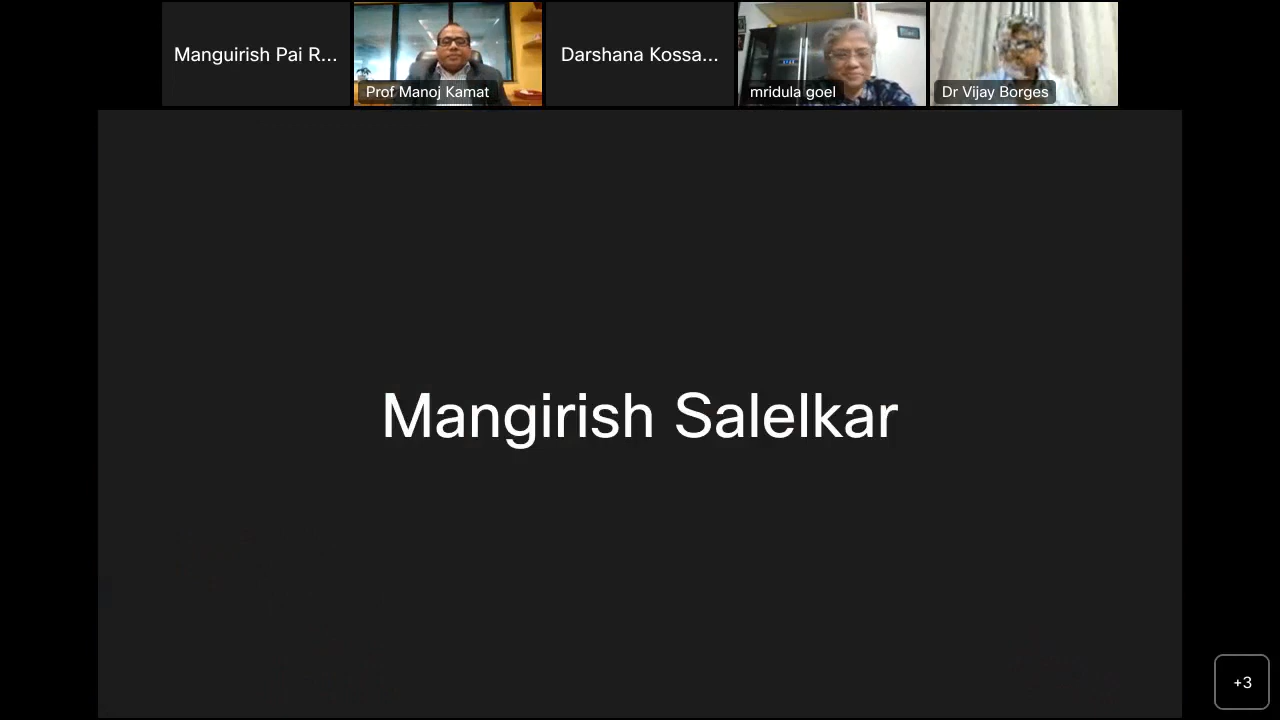 Manguirish Pai R...
Prof Manoj Kamat
Darshana Kossa...
mridula goel
Dr Vijay Borges
Mangirish Salelkar
+3